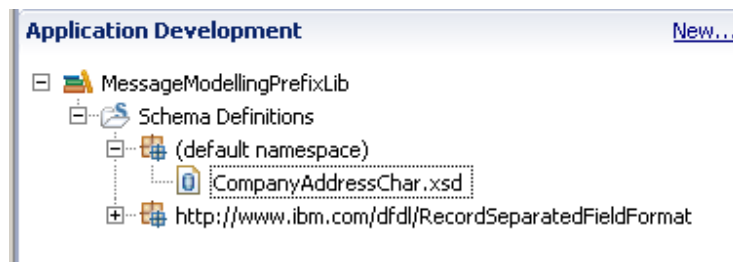 Application Development New...
MessageModellingPrefixLib
Schema Definitions
(default namespace)
CompanyAddressChar.xsd
http://www.ibm.com/dfdl/RecordSeparatedFieldFormat